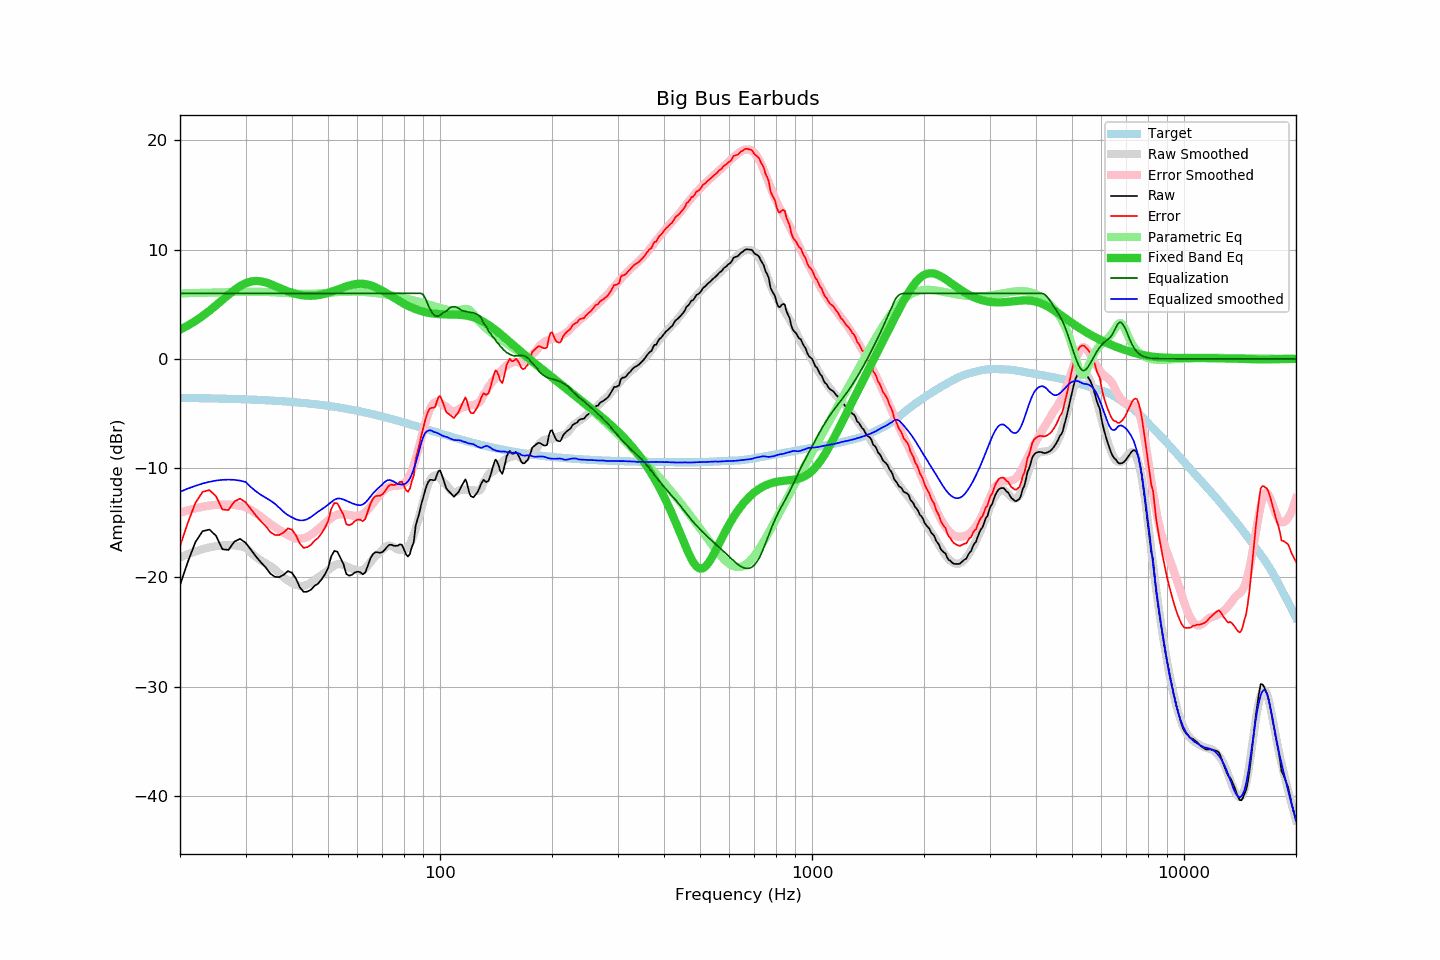 Big Bus Earbuds
20
10
0
−10
−20
−30
−40
Amplitude (dBr)
Target
Raw Smoothed
Error Smoothed
Raw
Error
Parametric Eq
Fixed Band Eq
Equalization
Equalized smoothed
100
1000
10000
Frequency (Hz)